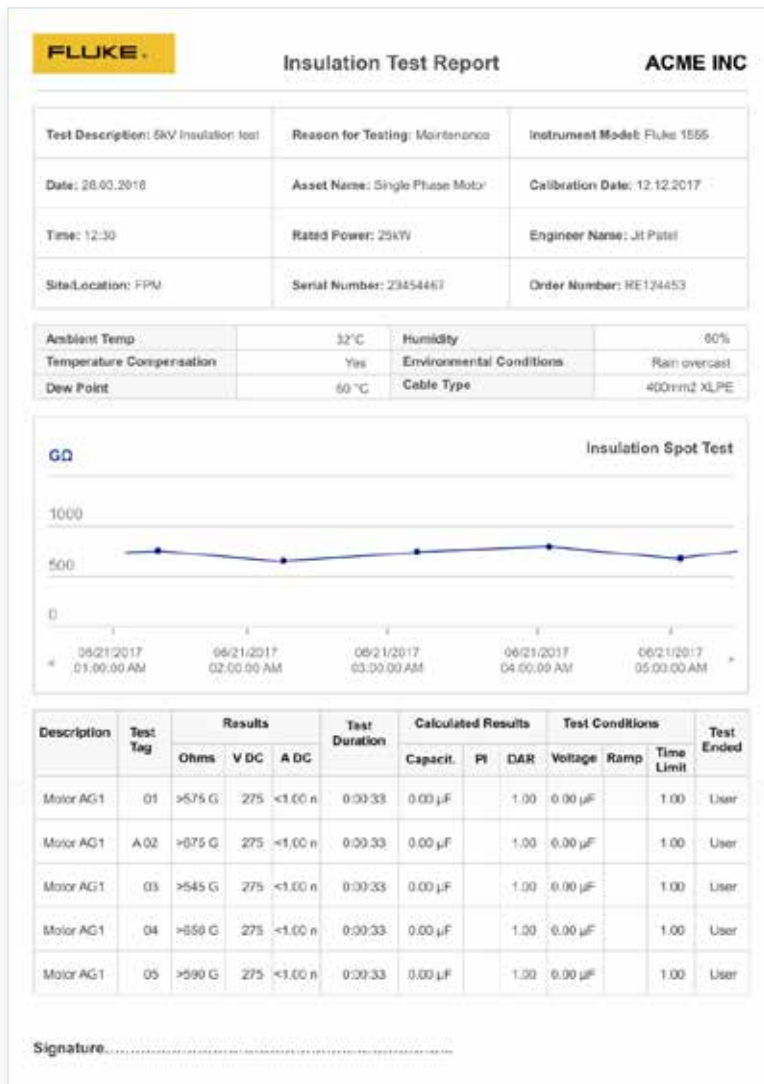 FLUKE.
Insulation Test Report
ACME INC
Test Description: 5kV Insulation test
Reason for Testing: Maintenance
Instrument Model: Fluke 1555
Date: 28.03.2018
Asset Name: Single Phase Motor
Calibration Date: 12.12.2017
Time: 12:30
Rated Power: 25kW
Engineer Name: Jit Patel
Site/Location: FPM
Serial Number: 23454467
Order Number: RE124453
Ambient Temp 32°C Humidity 60%
Temperature Compensation Yes Environmental Conditions Rain overcast
Dew Point 60 °C Cable Type 400mm2 XLPE
GΩ
Insulation Spot Test
1000
500
0
06/21/2017 06/21/2017 06/21/2017 06/21/2017 06/21/2017
01:00:00 AM 02:00:00 AM 03:00:00 AM 04:00:00 AM 05:00:00 AM
Description Test Tag Results Test Duration Calculated Results Test Conditions Test Ended
Ohms V DC A DC Capacit. PI DAR Voltage Ramp Time Limit
Motor AG1 01 >575 G 275 <1.00 n 0:00:33 0.00 µF 1.00 0.00 µF 1.00 User
Motor AG1 A 02 >675 G 275 <1.00 n 0:00:33 0.00 µF 1.00 0.00 µF 1.00 User
Motor AG1 03 >545 G 275 <1.00 n 0:00:33 0.00 µF 1.00 0.00 µF 1.00 User
Motor AG1 04 >650 G 275 <1.00 n 0:00:33 0.00 µF 1.00 0.00 µF 1.00 User
Motor AG1 05 >590 G 275 <1.00 n 0:00:33 0.00 µF 1.00 0.00 µF 1.00 User
Signature